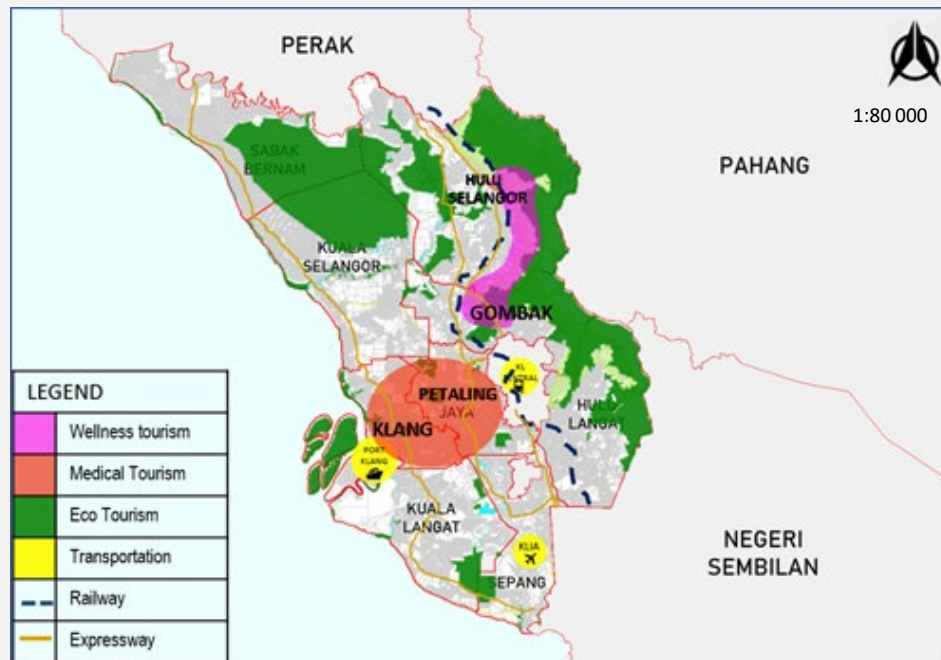 PERAK
1:80 000
PAHANG
SABAK
BERNAM
HULU
SELANGOR
KUALA
SELANGOR
GOMBAK
KL
PETALING
JAYA
HULU
LANGAT
KLANG
PORT
KLANG
KUALA
LANGAT
KLIA
SEPANG
NEGERI
SEMBILAN
LEGEND
Wellness tourism
Medical Tourism
Eco Tourism
Transportation
Railway
Expressway